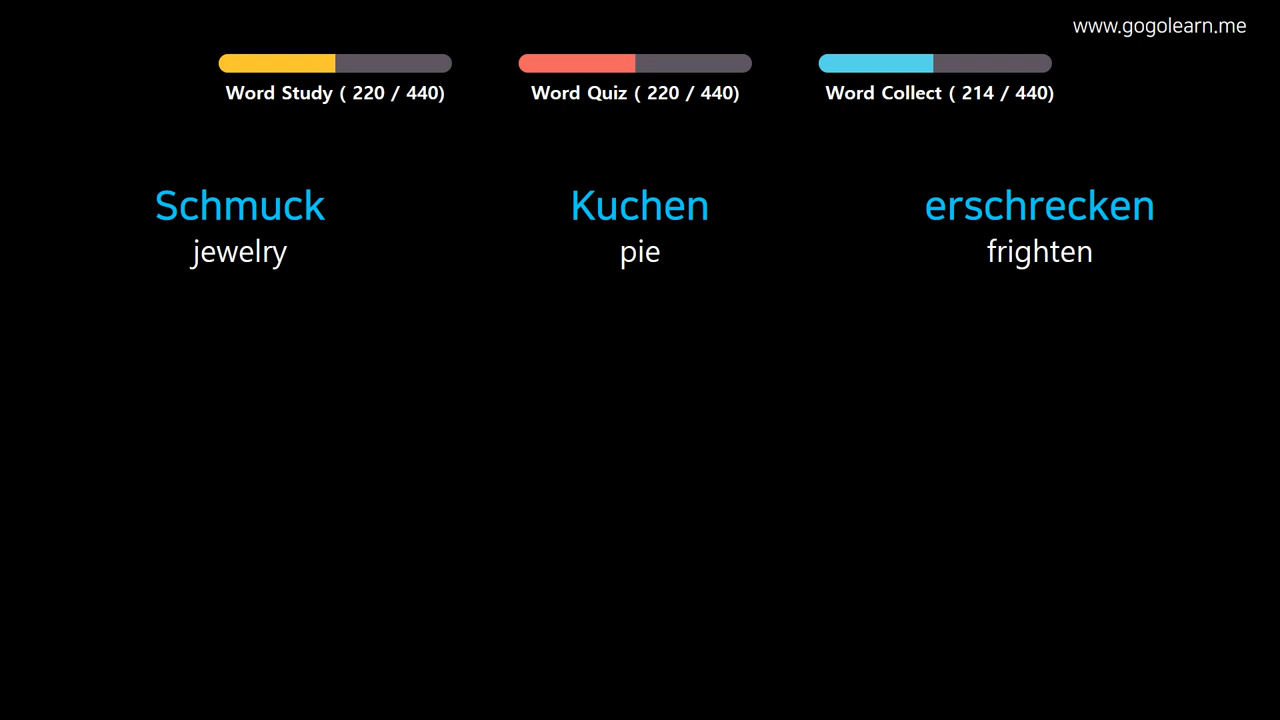 www.gogolearn.me
Word Study ( 220 / 440)
Word Quiz ( 220 / 440)
Word Collect ( 214 / 440)
Schmuck
jewelry
Kuchen
pie
erschrecken
frighten